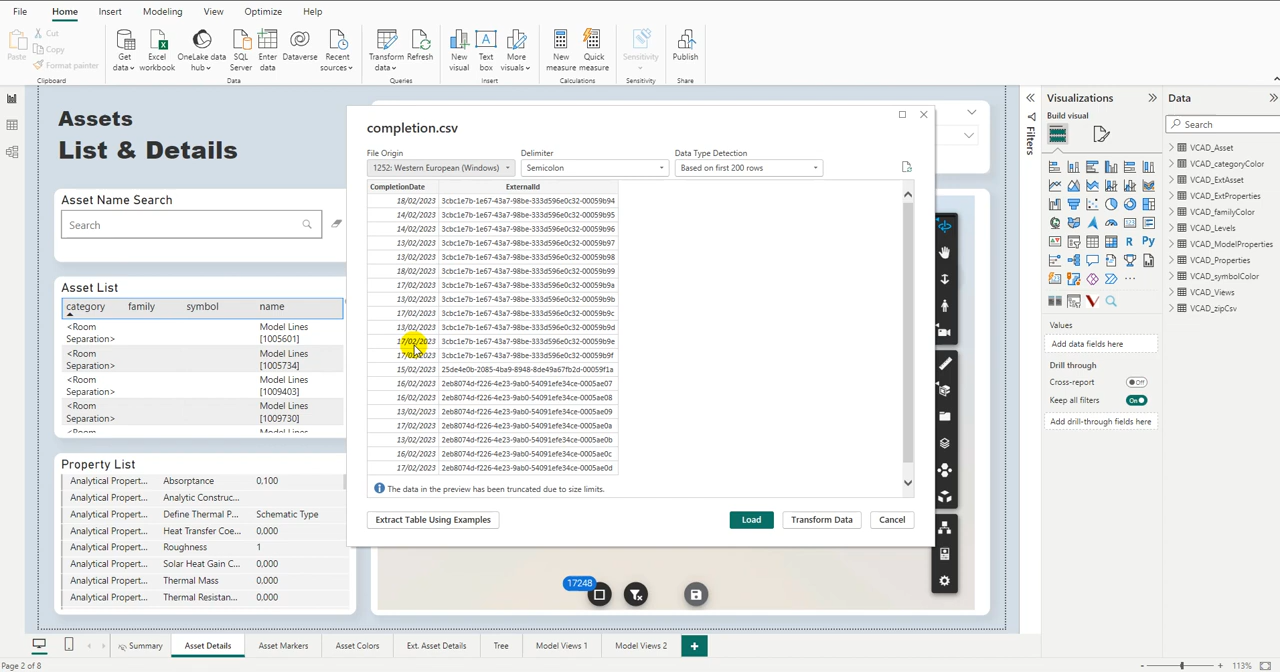 File Home Insert Modeling View Optimize Help
Paste Cut Copy Format painter Clipboard
Get data Excel workbook OneLake data hub SQL Server Enter data Dataverse Recent sources Data
Transform data Refresh Queries
New visual Text box More visuals Insert
New measure Quick measure Calculations
Sensitivity Sensitivity
Publish Share
Assets
List & Details
Asset Name Search
Search
Asset List
category family symbol name
<Room Separation> Model Lines [1005601]
<Room Separation> Model Lines [1005734]
<Room Separation> Model Lines [1009403]
<Room Separation> Model Lines [1009730]
<Room Model Lines
Property List
Analytical Propert... Absorptance 0,100
Analytical Propert... Analytic Construc...
Analytical Propert... Define Thermal P... Schematic Type
Analytical Propert... Heat Transfer Coe... 0,000
Analytical Propert... Roughness 1
Analytical Propert... Solar Heat Gain C... 0,000
Analytical Propert... Thermal Mass 0,000
Analytical Propert... Thermal Resistan... 0,000
completion.csv
File Origin Delimiter Data Type Detection
1252: Western European (Windows) Semicolon Based on first 200 rows
CompletionDate ExternalId
18/02/2023 3cbc1e7b-1e67-43a7-98be-333d596e0c32-00059b94
14/02/2023 3cbc1e7b-1e67-43a7-98be-333d596e0c32-00059b95
14/02/2023 3cbc1e7b-1e67-43a7-98be-333d596e0c32-00059b96
13/02/2023 3cbc1e7b-1e67-43a7-98be-333d596e0c32-00059b97
13/02/2023 3cbc1e7b-1e67-43a7-98be-333d596e0c32-00059b98
18/02/2023 3cbc1e7b-1e67-43a7-98be-333d596e0c32-00059b99
17/02/2023 3cbc1e7b-1e67-43a7-98be-333d596e0c32-00059b9a
13/02/2023 3cbc1e7b-1e67-43a7-98be-333d596e0c32-00059b9b
17/02/2023 3cbc1e7b-1e67-43a7-98be-333d596e0c32-00059b9c
13/02/2023 3cbc1e7b-1e67-43a7-98be-333d596e0c32-00059b9d
17/02/2023 3cbc1e7b-1e67-43a7-98be-333d596e0c32-00059b9e
17/02/2023 3cbc1e7b-1e67-43a7-98be-333d596e0c32-00059b9f
15/02/2023 25de4e0b-2085-4ba9-8948-8de49a67fb2d-00059f1a
16/02/2023 2eb8074d-f226-4e23-9ab0-54091efe34ce-0005ae07
16/02/2023 2eb8074d-f226-4e23-9ab0-54091efe34ce-0005ae08
13/02/2023 2eb8074d-f226-4e23-9ab0-54091efe34ce-0005ae09
17/02/2023 2eb8074d-f226-4e23-9ab0-54091efe34ce-0005ae0a
13/02/2023 2eb8074d-f226-4e23-9ab0-54091efe34ce-0005ae0b
16/02/2023 2eb8074d-f226-4e23-9ab0-54091efe34ce-0005ae0c
17/02/2023 2eb8074d-f226-4e23-9ab0-54091efe34ce-0005ae0d
The data in the preview has been truncated due to size limits.
Extract Table Using Examples Load Transform Data Cancel
17248
Filters
Visualizations
Build visual
R Py
Values
Add data fields here
Drill through
Cross-report Off
Keep all filters On
Add drill-through fields here
Data
Search
VCAD_Asset
VCAD_categoryColor
VCAD_ExtAsset
VCAD_ExtProperties
VCAD_familyColor
VCAD_Levels
VCAD_ModelProperties
VCAD_Properties
VCAD_symbolColor
VCAD_Views
VCAD_zipCsv
Summary Asset Details Asset Markers Asset Colors Ext. Asset Details Tree Model Views 1 Model Views 2
Page 2 of 8 113%